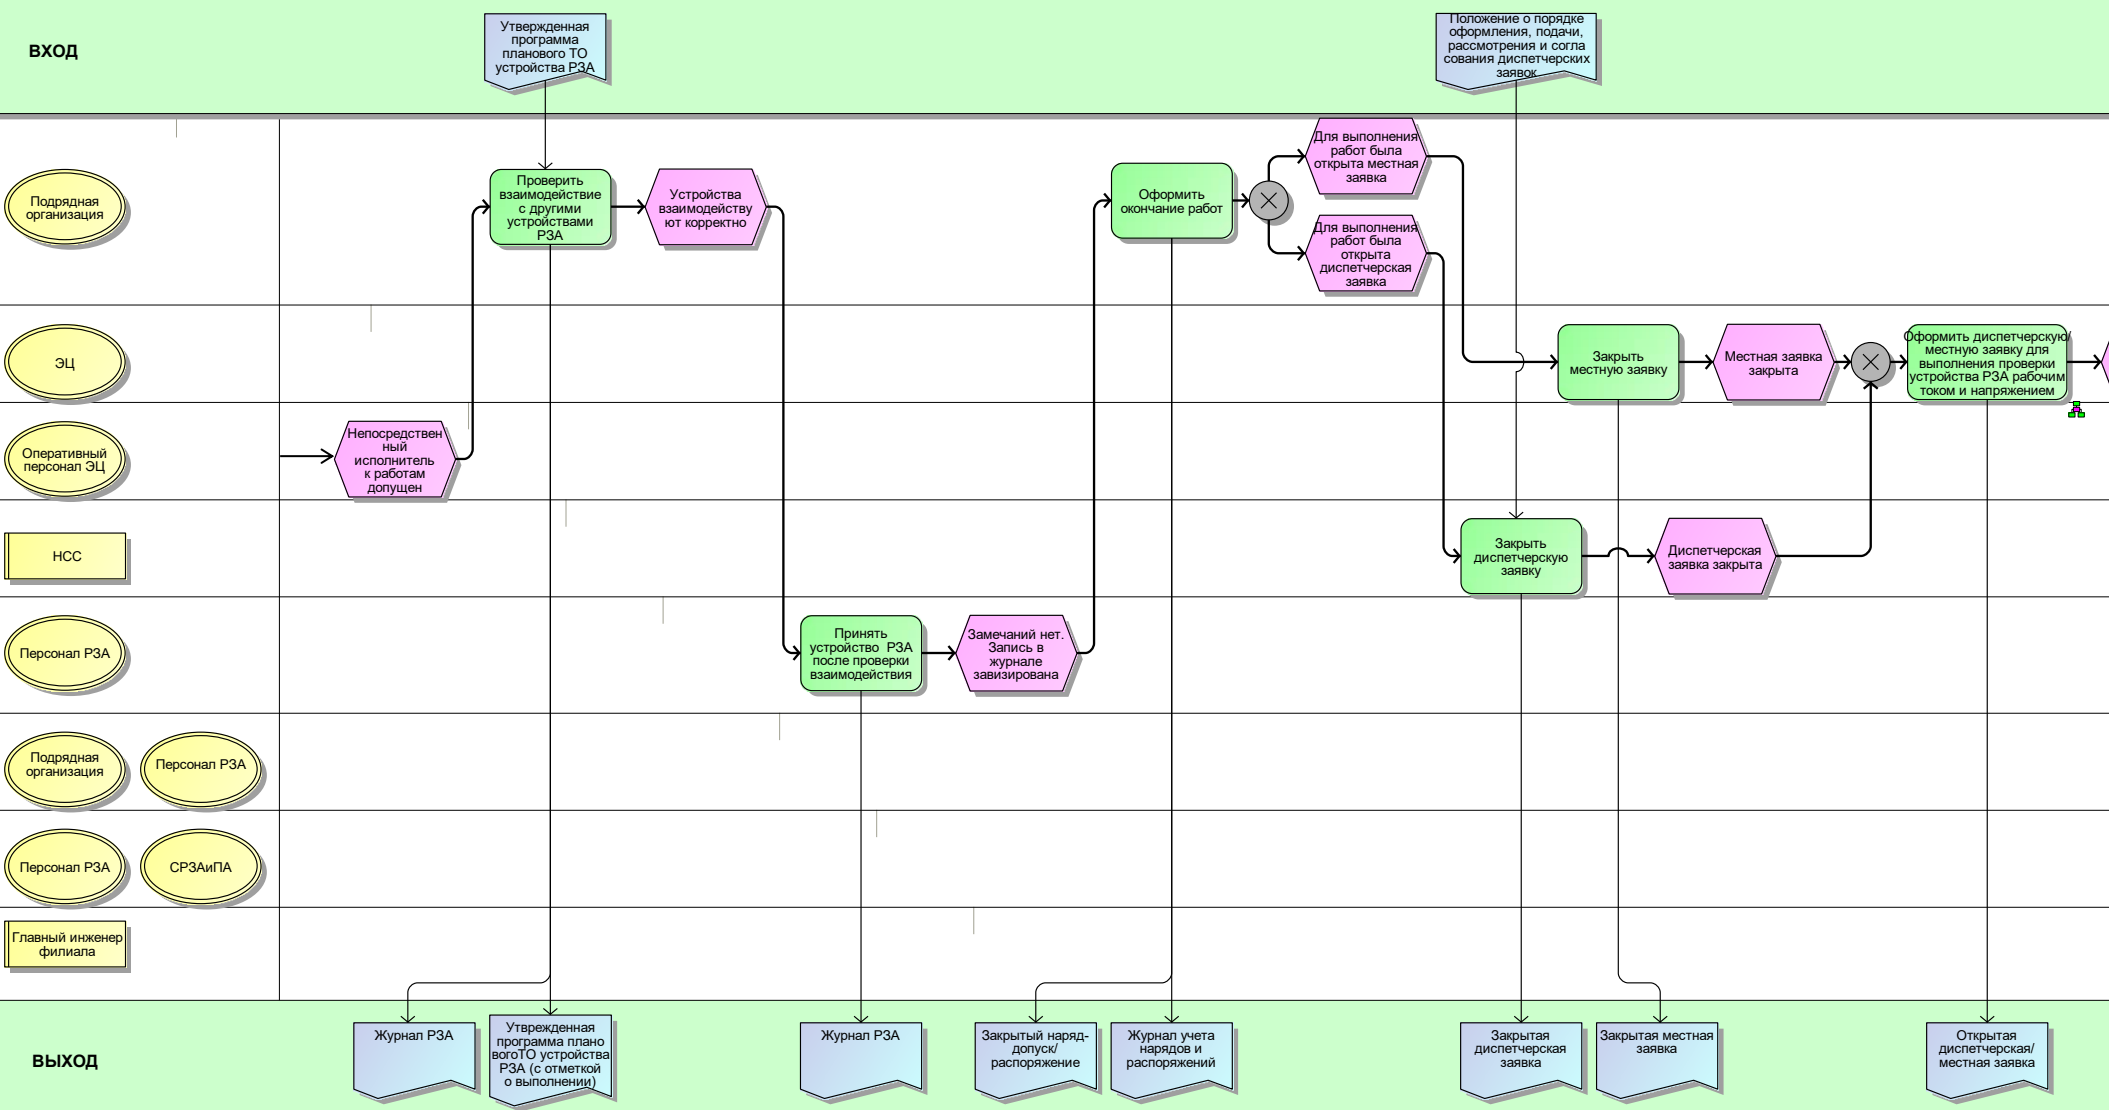 ВХОД
Утвержденная
программа
планового ТО
устройства РЗА
Положение о порядке
оформления, подачи,
рассмотрения и согла
сования диспетчерских
заявок
Подрядная
организация
Проверить
взаимодействие
с другими
устройствами
РЗА
Устройства
взаимодейству
ют корректно
Оформить
окончание работ
Для выполнения
работ была
открыта местная
заявка
Для выполнения
работ была
открыта
диспетчерская
заявка
ЭЦ
Закрыть
местную заявку
Местная заявка
закрыта
Оформить диспетчерскую/
местную заявку для
выполнения проверки
устройства РЗА рабочим
током и напряжением
Оперативный
персонал ЭЦ
Непосредствен
ный
исполнитель
к работам
допущен
НСС
Закрыть
диспетчерскую
заявку
Диспетчерская
заявка закрыта
Персонал РЗА
Принять
устройство РЗА
после проверки
взаимодействия
Замечаний нет.
Запись в
журнале
завизирована
Подрядная
организация
Персонал РЗА
Персонал РЗА
СРЗАиПА
Главный инженер
филиала
ВЫХОД
Журнал РЗА
Утврежденная
программа плано
вогоТО устройства
РЗА (с отметкой
о выполнении)
Журнал РЗА
Закрытый наряд-
допуск/
распоряжение
Журнал учета
нарядов и
распоряжений
Закрытая
диспетчерская
заявка
Закрытая местная
заявка
Открытая
диспетчерская/
местная заявка